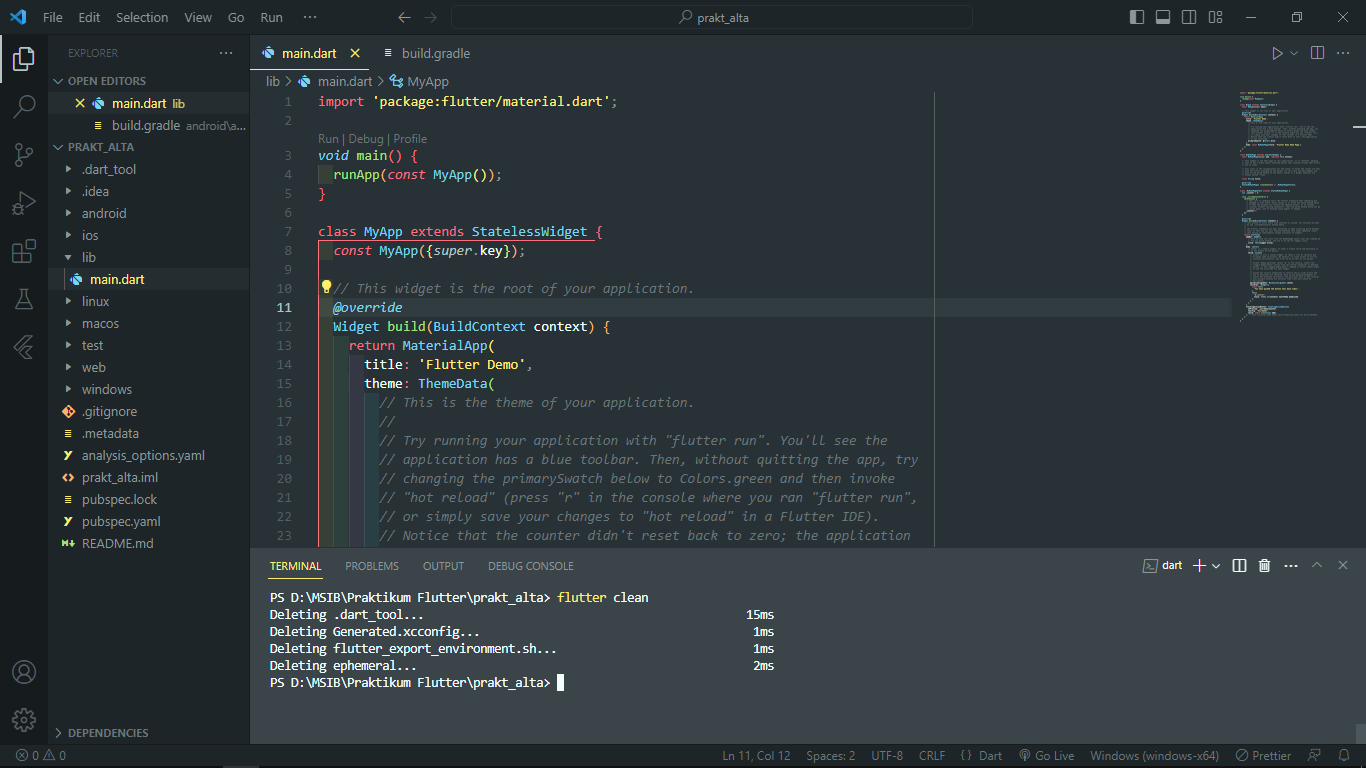 File Edit Selection View Go Run ··· prakt_alta
EXPLORER ···
OPEN EDITORS
main.dart lib
build.gradle android\a...
PRAKT_ALTA
.dart_tool
.idea
android
ios
lib
main.dart
linux
macos
test
web
windows
.gitignore
.metadata
analysis_options.yaml
prakt_alta.iml
pubspec.lock
pubspec.yaml
README.md
DEPENDENCIES
main.dart build.gradle
lib > main.dart > MyApp
1 import 'package:flutter/material.dart';
2
Run | Debug | Profile
3 void main() {
4 runApp(const MyApp());
5 }
6
7 class MyApp extends StatelessWidget {
8 const MyApp({super.key});
9
10 // This widget is the root of your application.
11 @override
12 Widget build(BuildContext context) {
13 return MaterialApp(
14 title: 'Flutter Demo',
15 theme: ThemeData(
16 // This is the theme of your application.
17 //
18 // Try running your application with "flutter run". You'll see the
19 // application has a blue toolbar. Then, without quitting the app, try
20 // changing the primarySwatch below to Colors.green and then invoke
21 // "hot reload" (press "r" in the console where you ran "flutter run",
22 // or simply save your changes to "hot reload" in a Flutter IDE).
23 // Notice that the counter didn't reset back to zero; the application
TERMINAL PROBLEMS OUTPUT DEBUG CONSOLE dart
PS D:\MSIB\Praktikum Flutter\prakt_alta> flutter clean
Deleting .dart_tool... 15ms
Deleting Generated.xcconfig... 1ms
Deleting flutter_export_environment.sh... 1ms
Deleting ephemeral... 2ms
PS D:\MSIB\Praktikum Flutter\prakt_alta>
0 0 Ln 11, Col 12 Spaces: 2 UTF-8 CRLF { } Dart Go Live Windows (windows-x64) Prettier